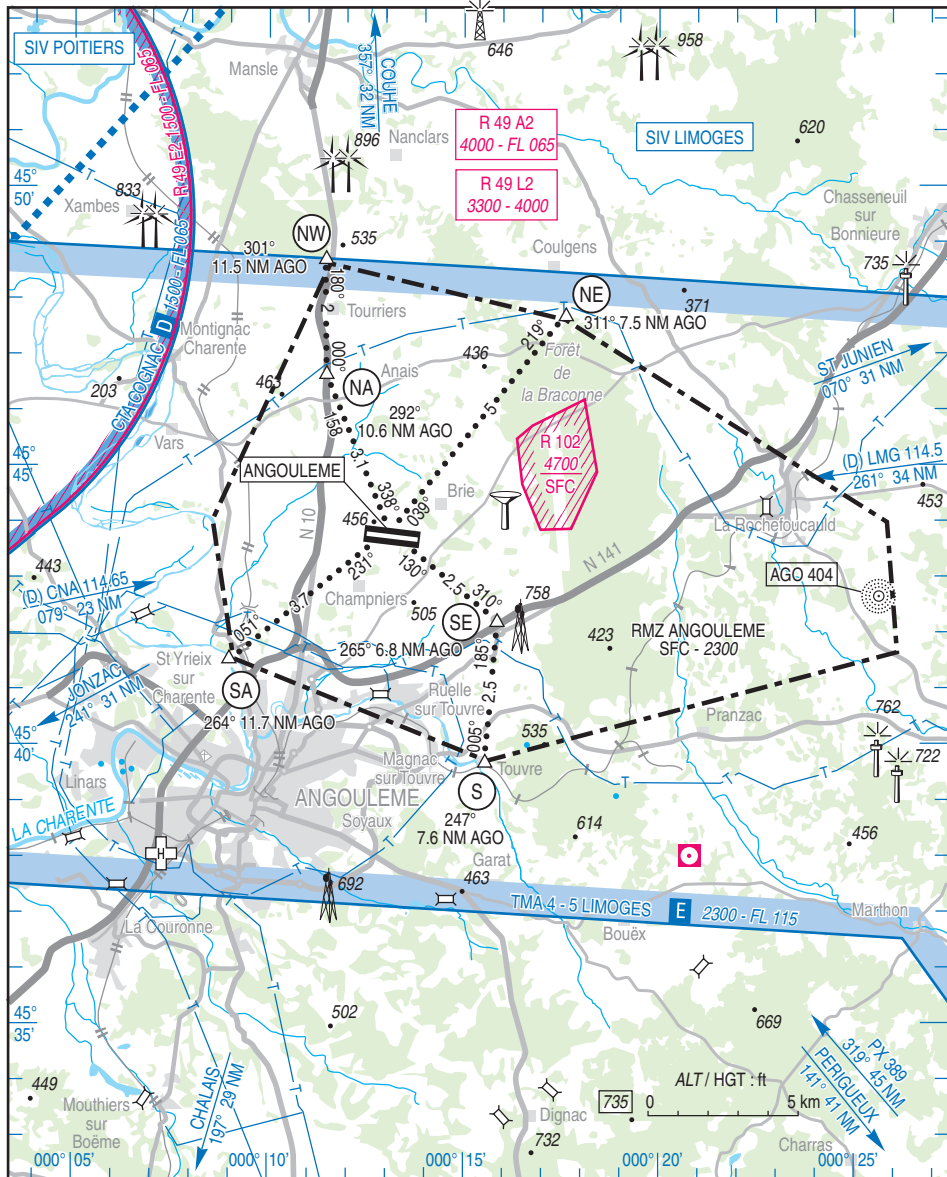 SIV POITIERS
646
958
Mansle
COUHE
357° 32 NM
896
Nanclars
R 49 A2
4000 - FL 065
R 49 L2
3300 - 4000
SIV LIMOGES
620
R 49 E2 1500 - FL 065
45°
50'
833
Xambes
Chasseneuil
sur
Bonnieure
NW
535
301°
11.5 NM AGO
Coulgens
735
NE
371
311° 7.5 NM AGO
180°
2
000°
Tourriers
219°
CTA COGNAC D 1500 - FL 065
Montignac
Charente
436
Forêt
de
la Braconne
ST JUNIEN
070° 31 NM
203
463
Anais
NA
292°
10.6 NM AGO
158
3.1
338°
5
039°
Vars
45°
45'
ANGOULEME
R 102
4700
SFC
(D) LMG 114.5
261° 34 NM
453
Brie
N 10
456
La Rochefoucauld
N 141
443
(D) CNA 114.65
079° 23 NM
231°
3.7
051°
130°
2.5
310°
Champniers
505
AGO 404
758
SE
265° 6.8 NM AGO
423
RMZ ANGOULEME
SFC - 2300
St Yrieix
sur
Charente
JONZAC
241° 31 NM
SA
264° 11.7 NM AGO
185°
2.5
005°
Ruelle
sur Touvre
Pranzac
762
722
45°
40'
535
Magnac
sur Touvre
Touvre
Linars
LA CHARENTE
ANGOULEME
Soyaux
S
247°
7.6 NM AGO
614
456
Garat
463
692
TMA 4 - 5 LIMOGES E 2300 - FL 115
Marthon
La Couronne
Bouëx
45°
35'
502
669
PX 389
319° 45 NM
PERIGUEUX
141° 41 NM
449
Mouthiers
sur
Boëme
CHALAIS
197° 29 NM
ALT / HGT : ft
735
0
5 km
Dignac
732
Charras
000° 05'
000° 10'
000° 15'
000° 20'
000° 25'